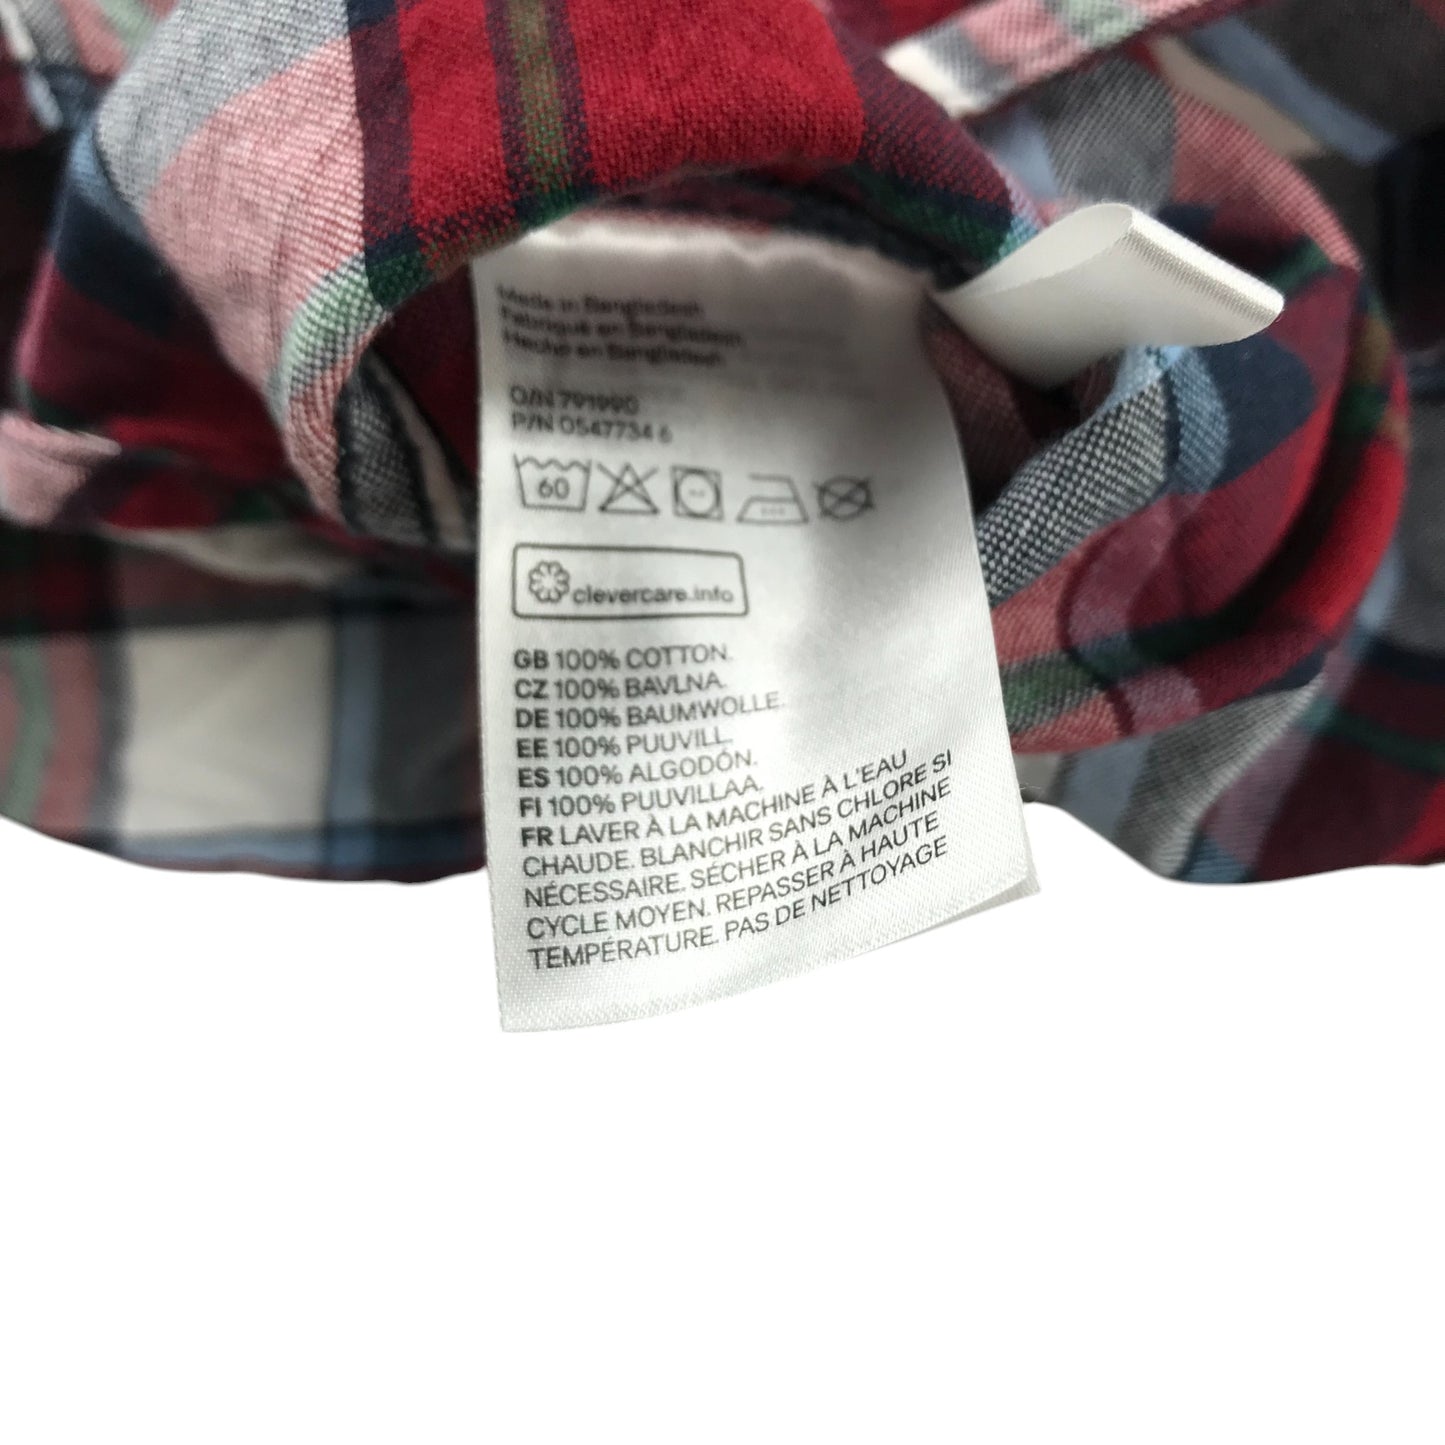 Made in Bangladesh
Fabriqué en Bangladesh
Hecho en Bangladesh
O/N 791990
P/N 0547734 6
60
clevercare.info
GB 100% COTTON.
CZ 100% BAVLNA.
DE 100% BAUMWOLLE.
EE 100% PUUVILL.
ES 100% ALGODÓN.
FI 100% PUUVILLAA.
FR LAVER À LA MACHINE À L'EAU
CHAUDE. BLANCHIR SANS CHLORE SI
NÉCESSAIRE. SÉCHER À LA MACHINE
CYCLE MOYEN. REPASSER À HAUTE
TEMPÉRATURE. PAS DE NETTOYAGE